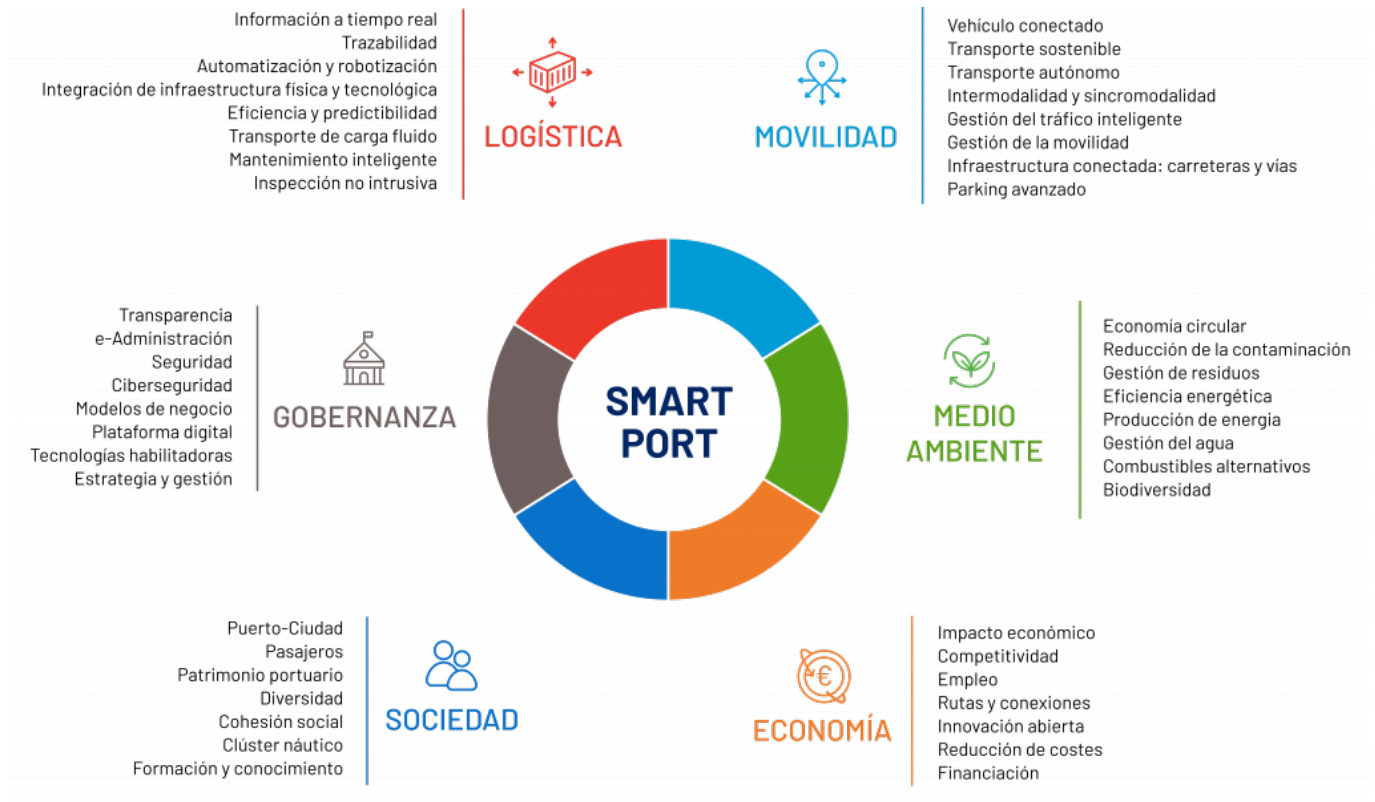 Información a tiempo real
Trazabilidad
Automatización y robotización
Integración de infraestructura física y tecnológica
Eficiencia y predictibilidad
Transporte de carga fluido
Mantenimiento inteligente
Inspección no intrusiva
LOGÍSTICA
MOVILIDAD
Vehículo conectado
Transporte sostenible
Transporte autónomo
Intermodalidad y sincromodalidad
Gestión del tráfico inteligente
Gestión de la movilidad
Infraestructura conectada: carreteras y vías
Parking avanzado
Transparencia
e-Administración
Seguridad
Ciberseguridad
Modelos de negocio
Plataforma digital
Tecnologías habilitadoras
Estrategia y gestión
GOBERNANZA
SMART
PORT
MEDIO
AMBIENTE
Economía circular
Reducción de la contaminación
Gestión de residuos
Eficiencia energética
Producción de energia
Gestión del agua
Combustibles alternativos
Biodiversidad
Puerto-Ciudad
Pasajeros
Patrimonio portuario
Diversidad
Cohesión social
Clúster náutico
Formación y conocimiento
SOCIEDAD
€
ECONOMÍA
Impacto económico
Competitividad
Empleo
Rutas y conexiones
Innovación abierta
Reducción de costes
Financiación